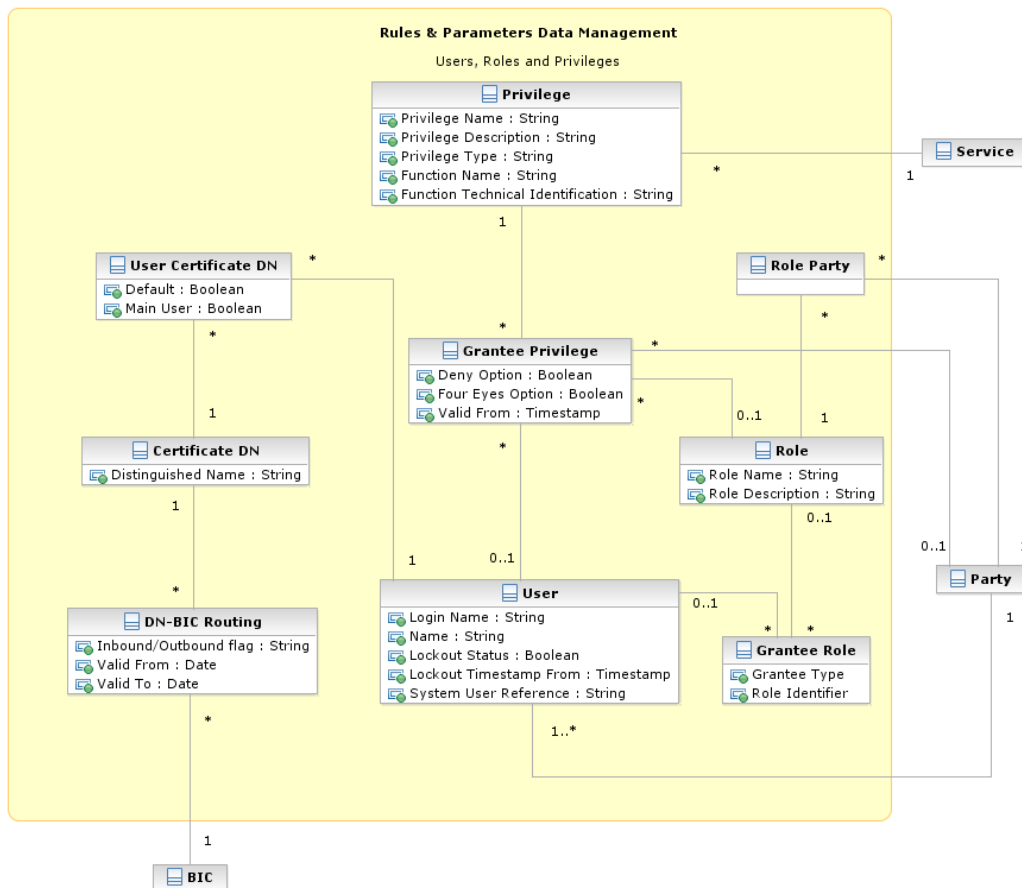 Rules & Parameters Data Management
Users, Roles and Privileges
Privilege
Privilege Name : String
Privilege Description : String
Privilege Type : String
Function Name : String
Function Technical Identification : String
*
1
Service
1
User Certificate DN
*
Default : Boolean
Main User : Boolean
*
Role Party
*
*
*
Grantee Privilege
*
Deny Option : Boolean
Four Eyes Option : Boolean
Valid From : Timestamp
*
*
0..1
1
1
Certificate DN
Distinguished Name : String
1
Role
Role Name : String
Role Description : String
0..1
0..1
1
0..1
*
Party
1
User
Login Name : String
Name : String
Lockout Status : Boolean
Lockout Timestamp From : Timestamp
System User Reference : String
0..1
*
*
DN-BIC Routing
Inbound/Outbound flag : String
Valid From : Date
Valid To : Date
*
Grantee Role
Grantee Type
Role Identifier
1..*
1
BIC